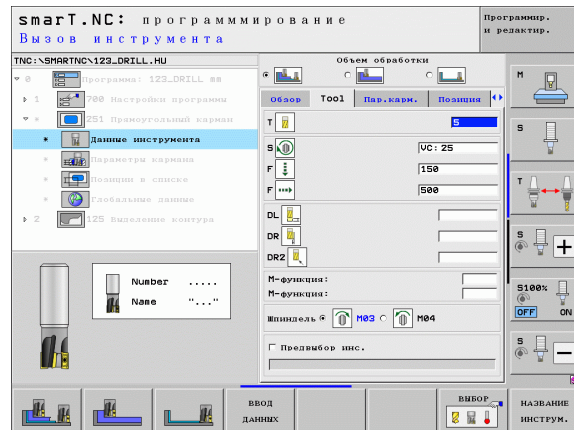 smarT.NC: программмирование
Вызов инструмента
Программир.
и редактир.
TNC:\SMARTNC\123_DRILL.HU
0 Программа: 123_DRILL mm
1 700 Настройки программы
* 251 Прямоугольный карман
* Данные инструмента
* Параметры кармана
* Позиции в списке
* Глобальные данные
2 125 Выделение контура
Number .....
Name "..."
Объем обработки
Обзор Tool Пар.карм. Позиция
T 5
S VC: 25
F 150
F 500
DL
DR
DR2
М-функция:
М-функция:
Шпиндель M03 M04
Предвыбор инс.
M
S
T
S
S100%
OFF ON
S
ВВОД
ДАННЫХ
ВЫБОР
НАЗВАНИЕ
ИНСТРУМ.